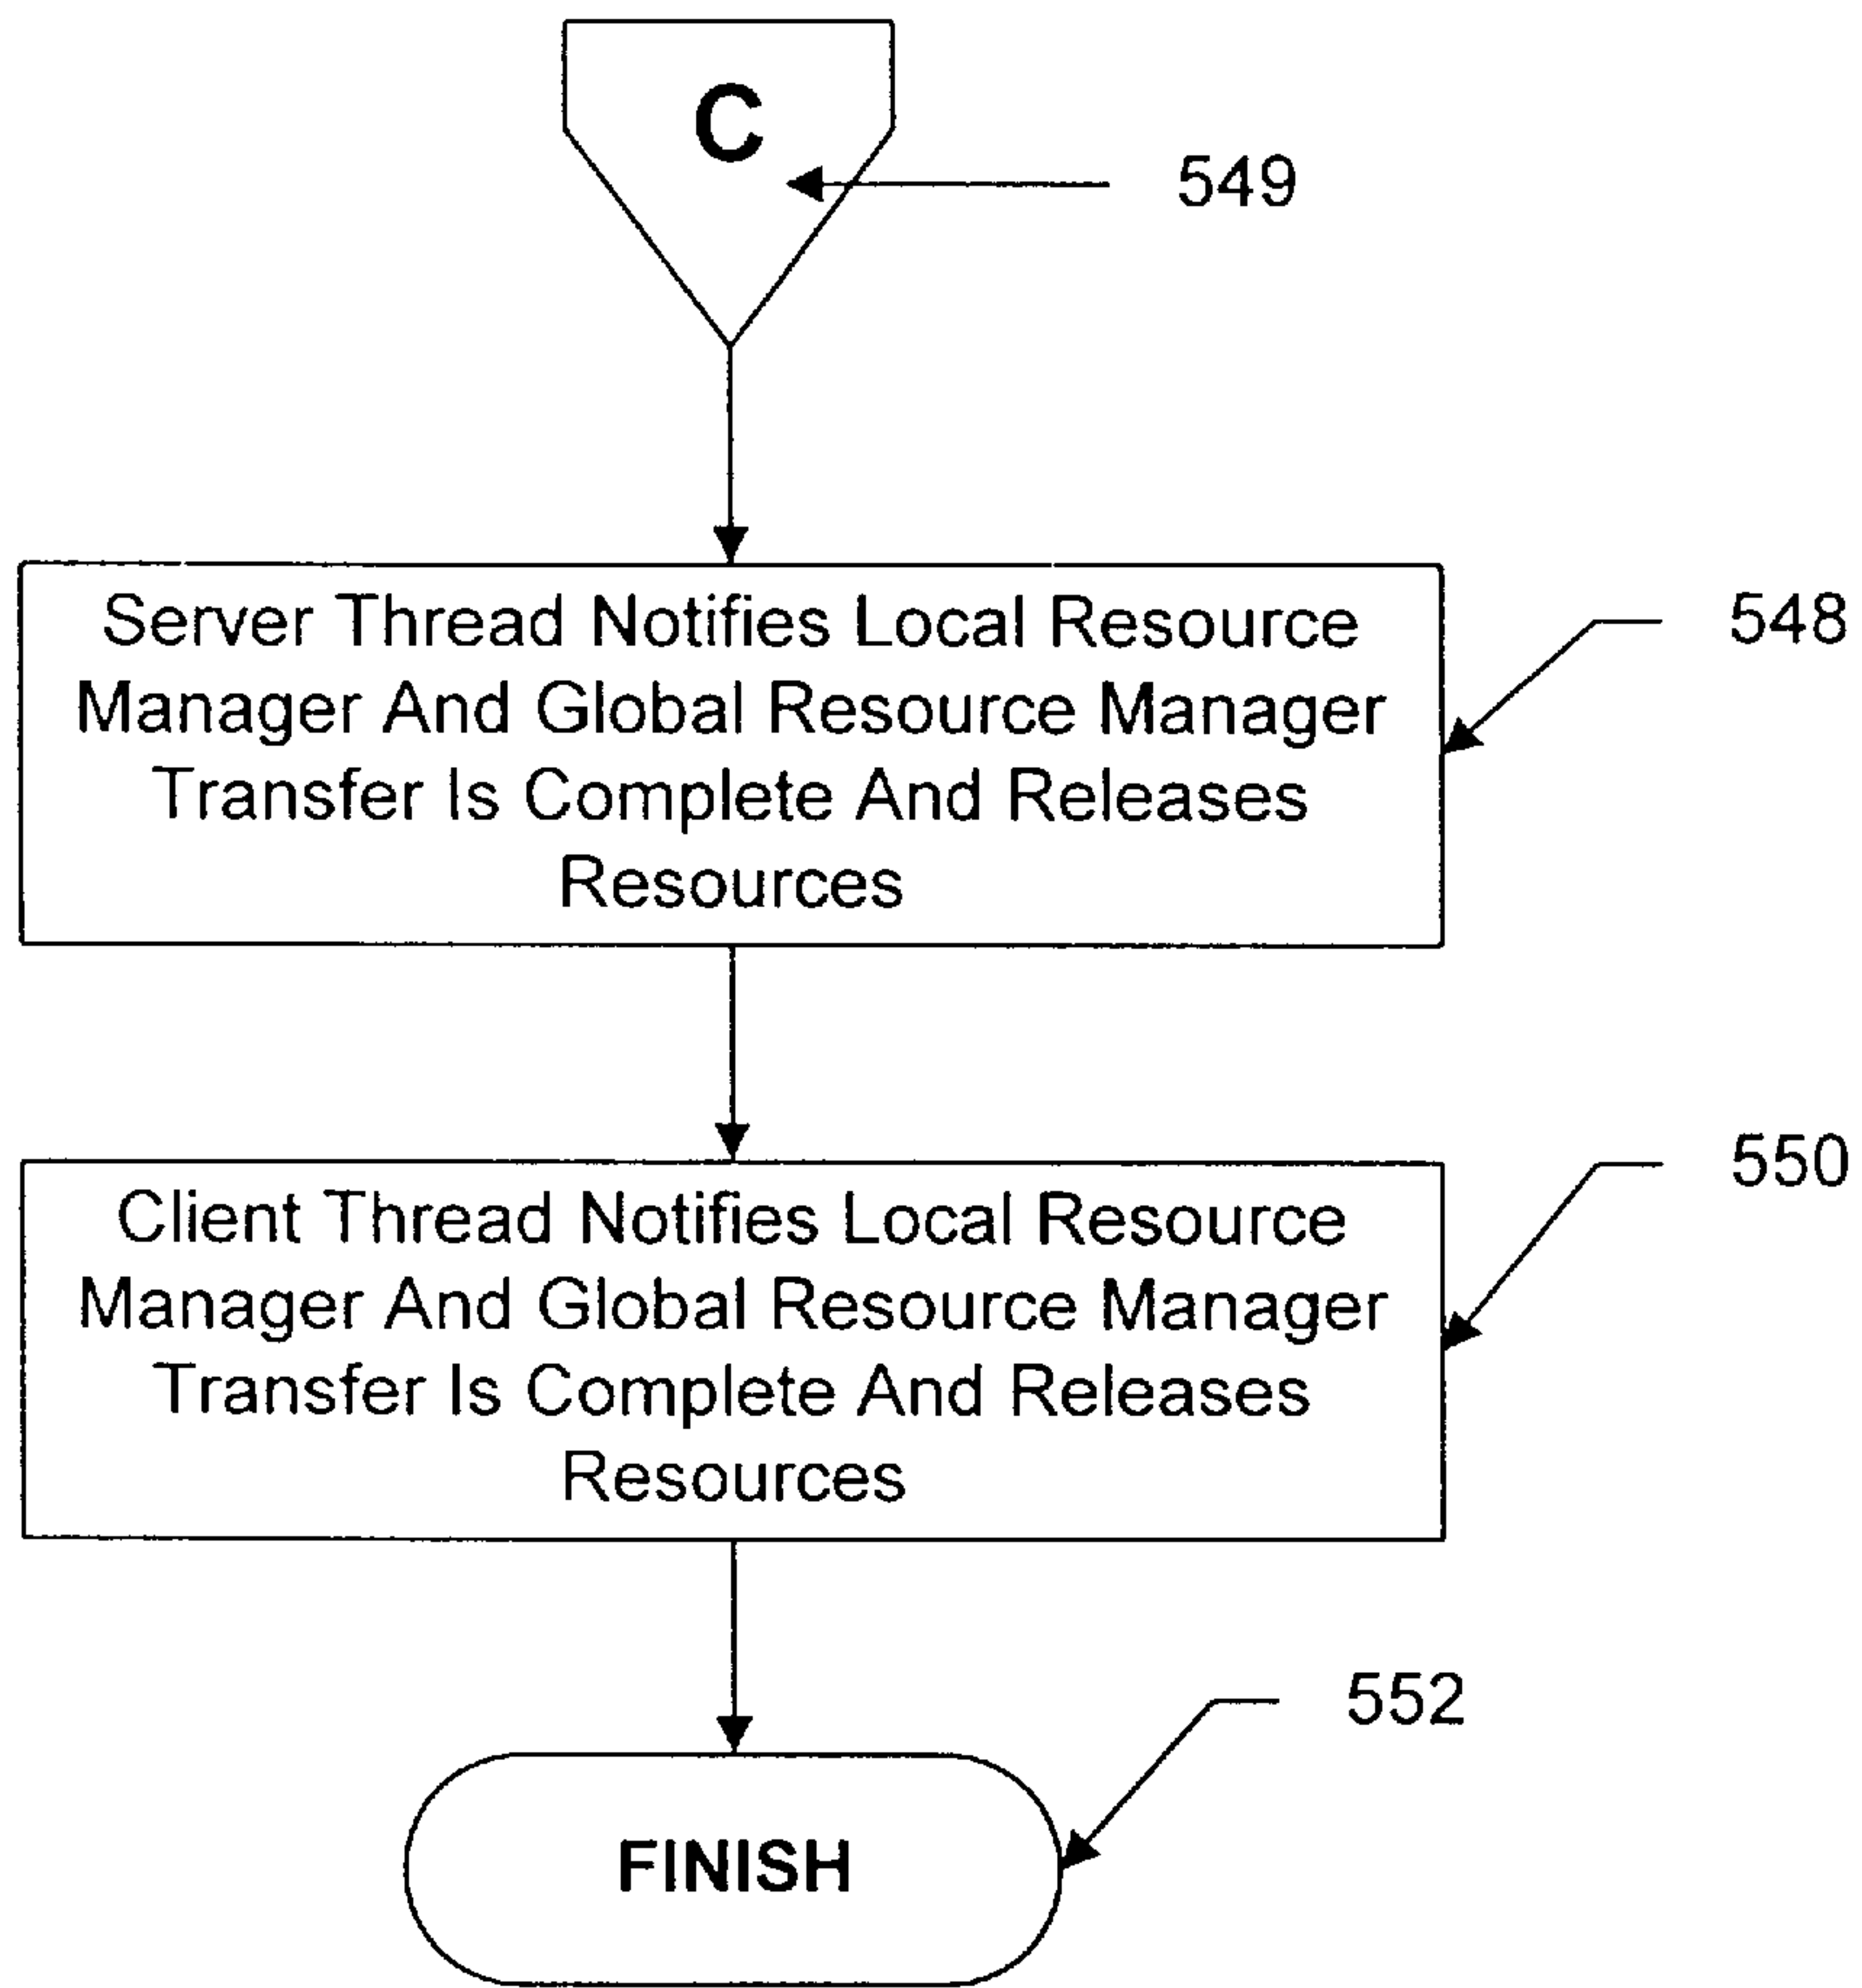 C
549
Server Thread Notifies Local Resource
Manager And Global Resource Manager
Transfer Is Complete And Releases
Resources
548
Client Thread Notifies Local Resource
Manager And Global Resource Manager
Transfer Is Complete And Releases
Resources
550
552
FINISH